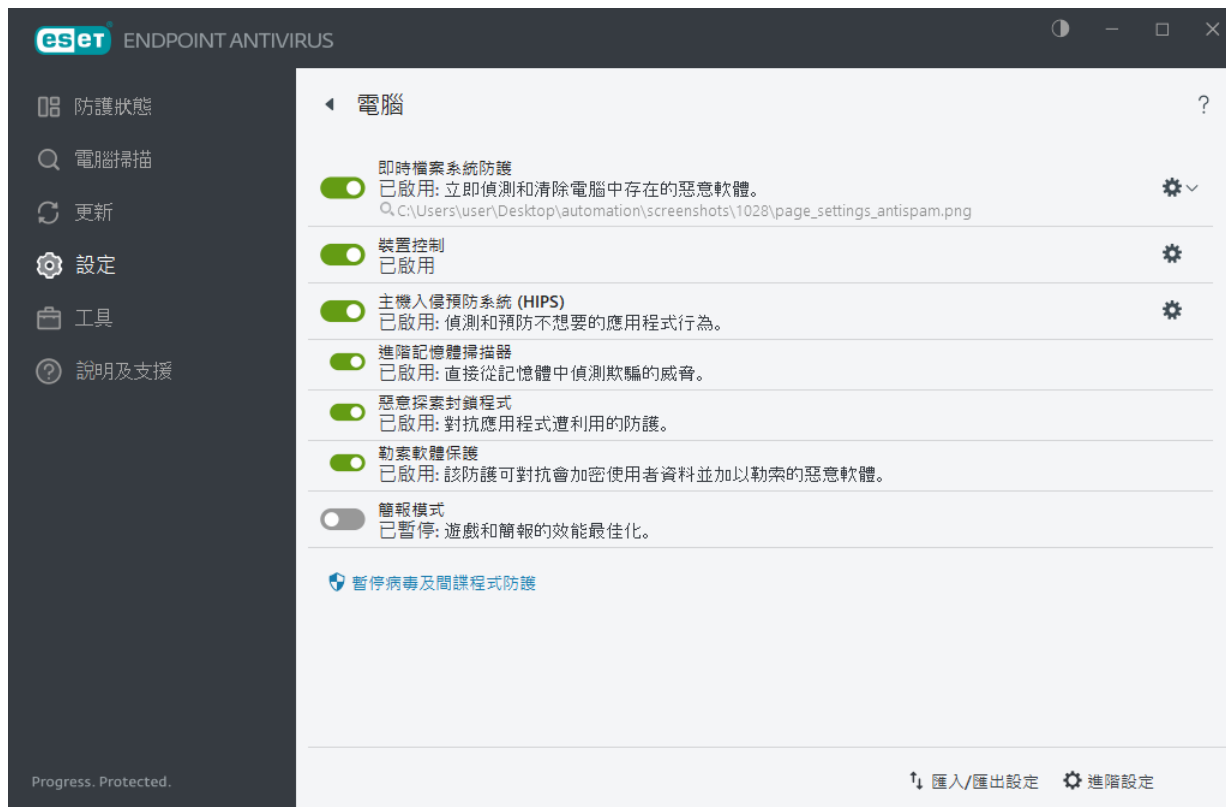 eset ENDPOINT ANTIVIRUS
防護狀態
電腦掃描
更新
設定
工具
說明及支援
Progress. Protected.
電腦
?
即時檔案系統防護
已啟用: 立即偵測和清除電腦中存在的惡意軟體。
C:\Users\user\Desktop\automation\screenshots\1028\page_settings_antispam.png
裝置控制
已啟用
主機入侵預防系統 (HIPS)
已啟用: 偵測和預防不想要的應用程式行為。
進階記憶體掃描器
已啟用: 直接從記憶體中偵測欺騙的威脅。
惡意探索封鎖程式
已啟用: 對抗應用程式遭利用的防護。
勒索軟體保護
已啟用: 該防護可對抗會加密使用者資料並加以勒索的惡意軟體。
簡報模式
已暫停: 遊戲和簡報的效能最佳化。
暫停病毒及間諜程式防護
匯入/匯出設定
進階設定